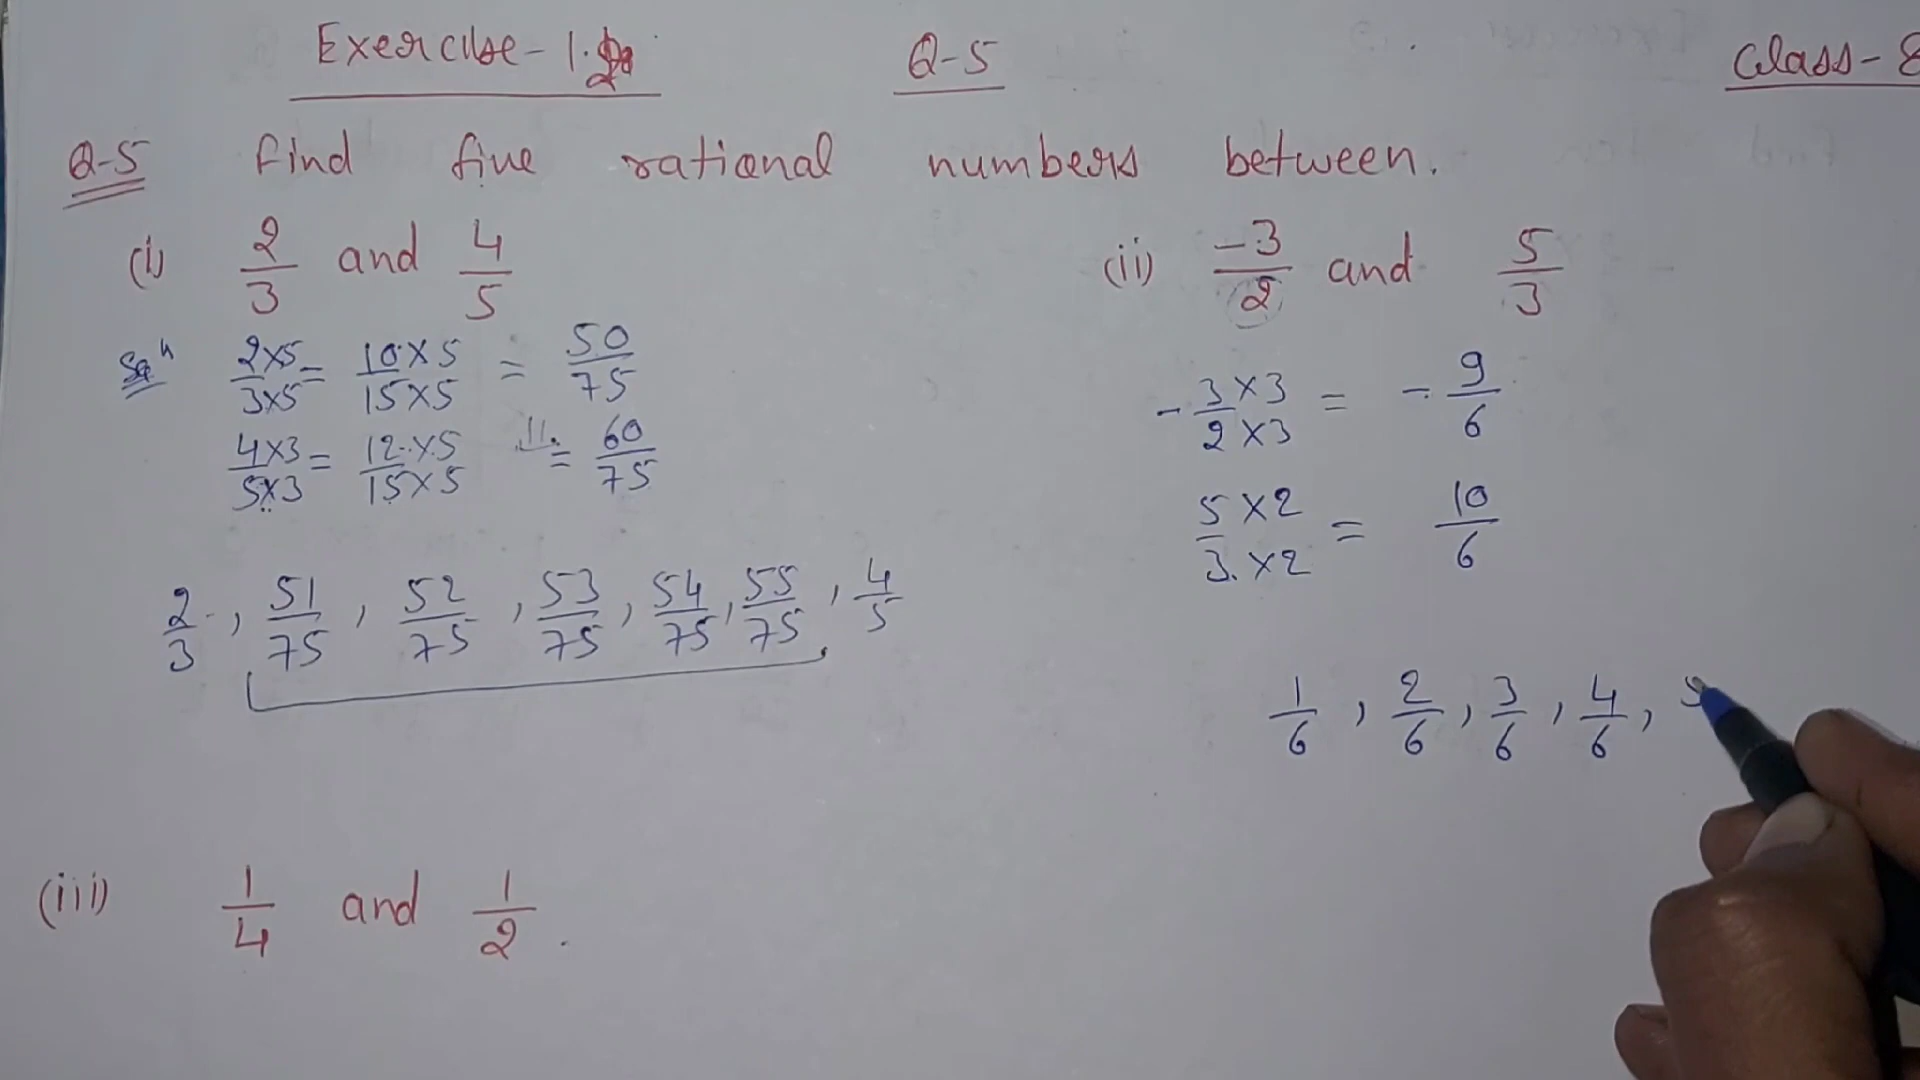 Exercise-1.2
Q-5
Class-8
Q-5 Find five rational numbers between.
(i) 2/3 and 4/5
(ii) -3/2 and 5/3
Solⁿ 2×5/3×5 = 10×5/15×5 = 50/75
4×3/5×3 = 12×5/15×5 = 60/75
2/3, 51/75, 52/75, 53/75, 54/75, 55/75, 4/5
-3×3/2×3 = -9/6
5×2/3×2 = 10/6
1/6, 2/6, 3/6, 4/6,
(iii) 1/4 and 1/2.